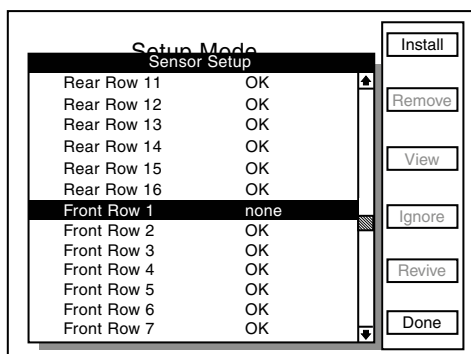 Setup Mode
Sensor Setup
Rear Row 11 OK
Rear Row 12 OK
Rear Row 13 OK
Rear Row 14 OK
Rear Row 15 OK
Rear Row 16 OK
Front Row 1 none
Front Row 2 OK
Front Row 3 OK
Front Row 4 OK
Front Row 5 OK
Front Row 6 OK
Front Row 7 OK
Install
Remove
View
Ignore
Revive
Done